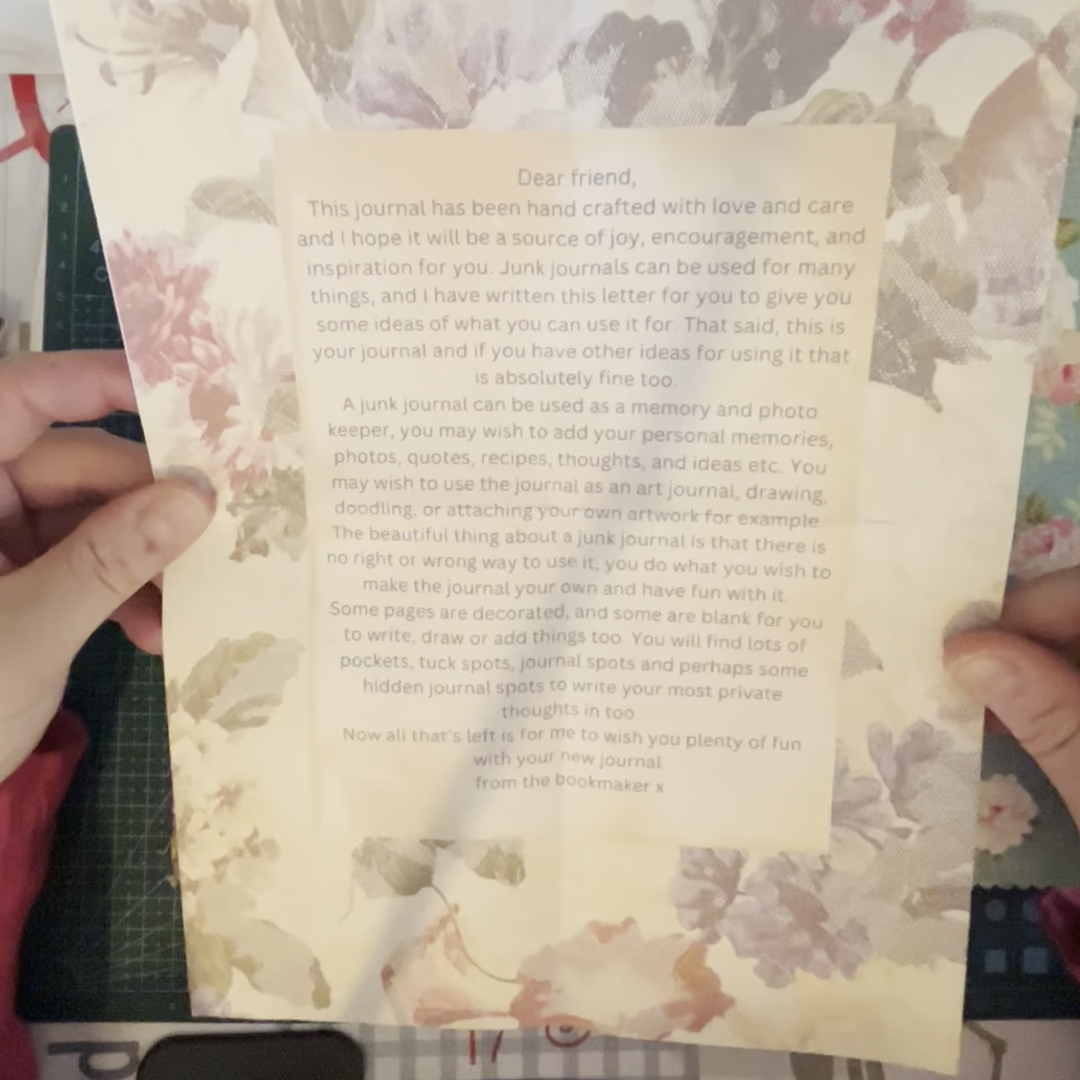 Dear friend,
This journal has been hand crafted with love and care
and I hope it will be a source of joy, encouragement, and
inspiration for you. Junk journals can be used for many
things, and I have written this letter for you to give you
some ideas of what you can use it for. That said, this is
your journal and if you have other ideas for using it that
is absolutely fine too.
A junk journal can be used as a memory and photo
keeper, you may wish to add your personal memories,
photos, quotes, recipes, thoughts, and ideas etc. You
may wish to use the journal as an art journal, drawing,
doodling, or attaching your own artwork for example.
The beautiful thing about a junk journal is that there is
no right or wrong way to use it, you do what you wish to
make the journal your own and have fun with it.
Some pages are decorated, and some are blank for you
to write, draw or add things too. You will find lots of
pockets, tuck spots, journal spots and perhaps some
hidden journal spots to write your most private
thoughts in too.
Now all that's left is for me to wish you plenty of fun
with your new journal.
from the bookmaker x